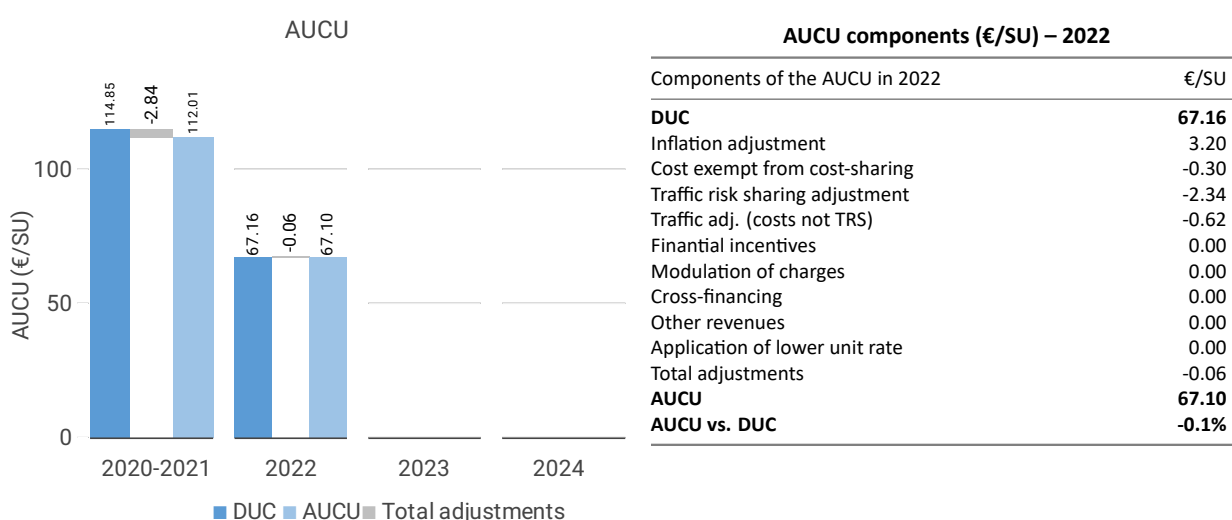 AUCU
AUCU (€/SU)
100
50
0
114.85
-2.84
112.01
67.16
-0.06
67.10
2020-2021
2022
2023
2024
DUC AUCU Total adjustments
AUCU components (€/SU) – 2022
Components of the AUCU in 2022 €/SU
DUC 67.16
Inflation adjustment 3.20
Cost exempt from cost-sharing -0.30
Traffic risk sharing adjustment -2.34
Traffic adj. (costs not TRS) -0.62
Finantial incentives 0.00
Modulation of charges 0.00
Cross-financing 0.00
Other revenues 0.00
Application of lower unit rate 0.00
Total adjustments -0.06
AUCU 67.10
AUCU vs. DUC -0.1%